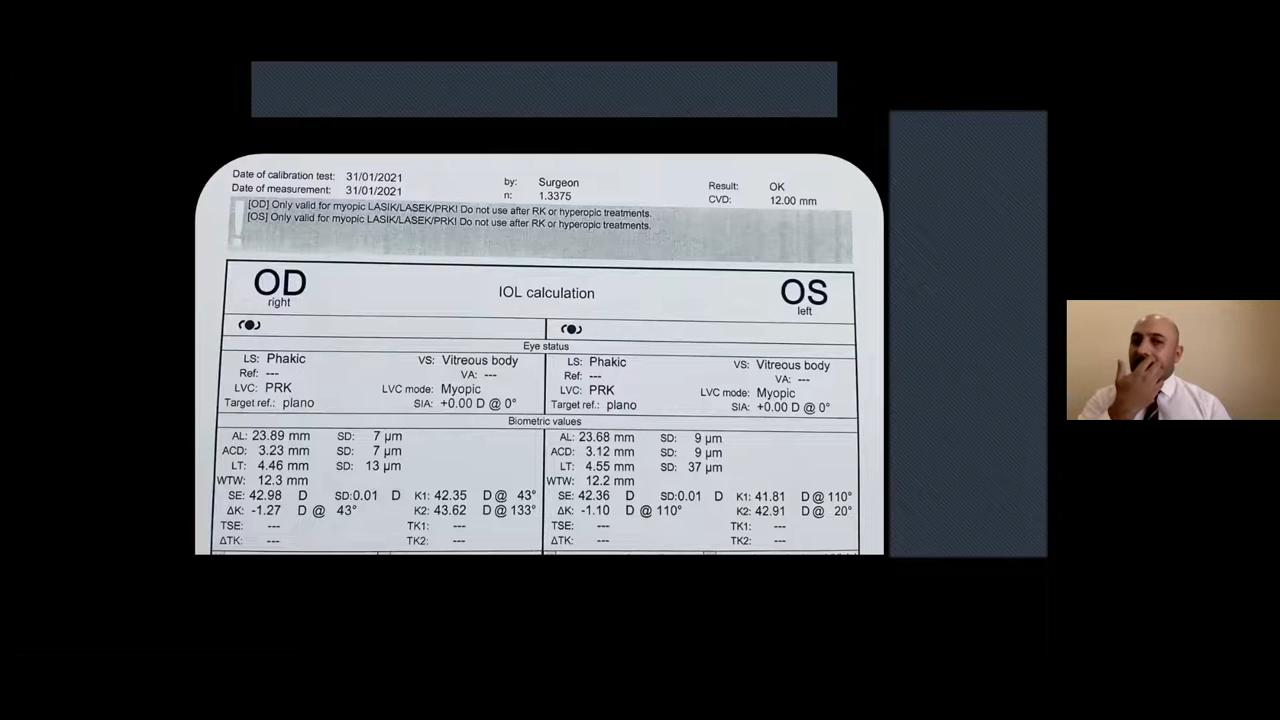 Date of calibration test: 31/01/2021
Date of measurement: 31/01/2021
by: Surgeon
n: 1.3375
Result: OK
CVD: 12.00 mm
! [OD] Only valid for myopic LASIK/LASEK/PRK! Do not use after RK or hyperopic treatments.
[OS] Only valid for myopic LASIK/LASEK/PRK! Do not use after RK or hyperopic treatments.
OD
right
IOL calculation
OS
left
Eye status
LS: Phakic VS: Vitreous body
Ref: --- VA: ---
LVC: PRK LVC mode: Myopic
Target ref.: plano SIA: +0.00 D @ 0°
LS: Phakic VS: Vitreous body
Ref: --- VA: ---
LVC: PRK LVC mode: Myopic
Target ref.: plano SIA: +0.00 D @ 0°
Biometric values
AL: 23.89 mm SD: 7 µm
ACD: 3.23 mm SD: 7 µm
LT: 4.46 mm SD: 13 µm
WTW: 12.3 mm
SE: 42.98 D SD:0.01 D K1: 42.35 D @ 43°
ΔK: -1.27 D @ 43° K2: 43.62 D @ 133°
TSE: --- TK1: ---
ΔTK: --- TK2: ---
AL: 23.68 mm SD: 9 µm
ACD: 3.12 mm SD: 9 µm
LT: 4.55 mm SD: 37 µm
WTW: 12.2 mm
SE: 42.36 D SD:0.01 D K1: 41.81 D @ 110°
ΔK: -1.10 D @ 110° K2: 42.91 D @ 20°
TSE: --- TK1: ---
ΔTK: --- TK2: ---